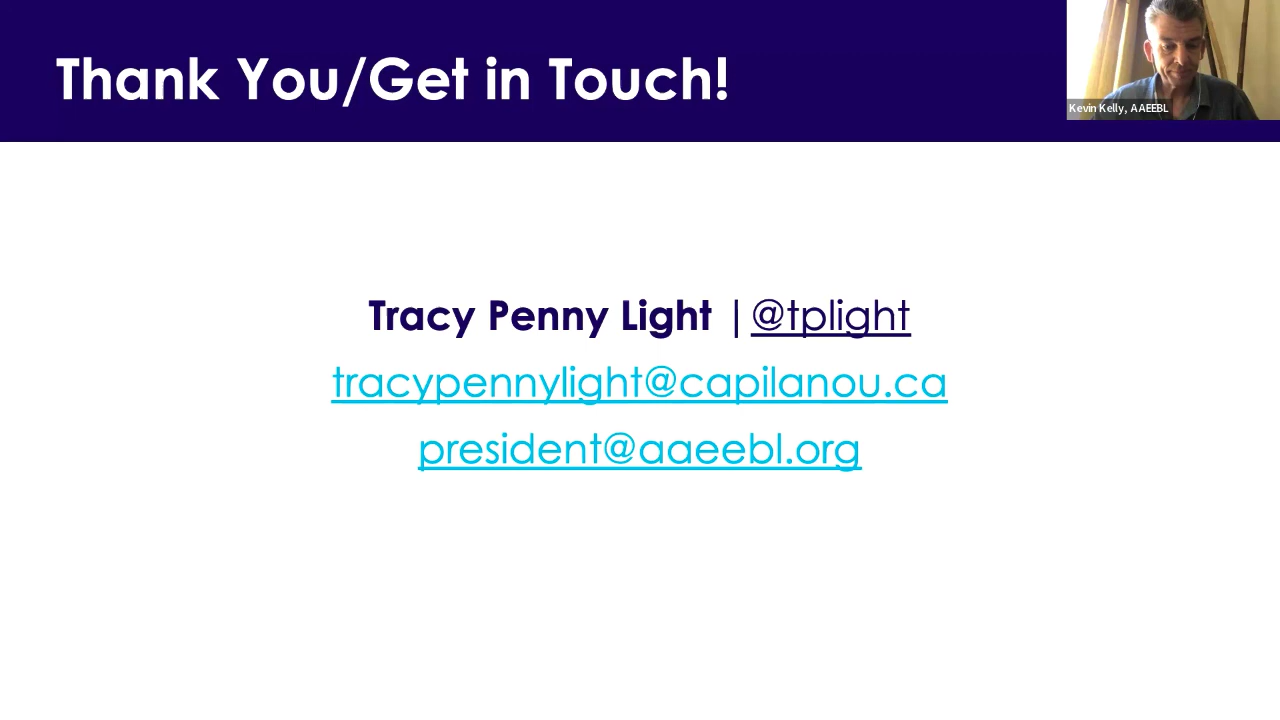 Thank You/Get in Touch!
Kevin Kelly, AAEEBL
Tracy Penny Light | @tplight
tracypennylight@capilanou.ca
president@aaeebl.org